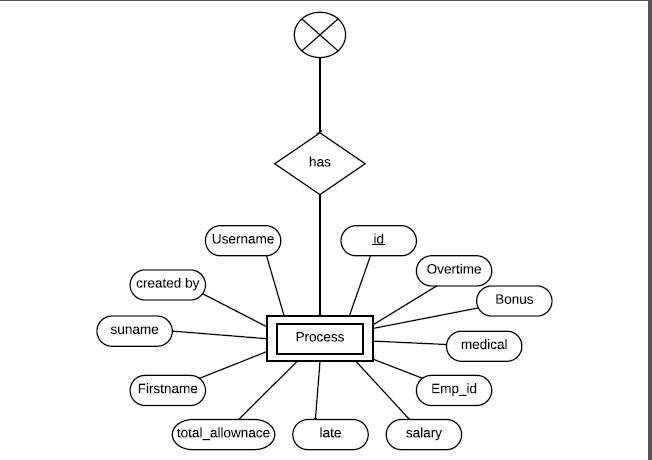 has
Username
id
created by
Overtime
Bonus
suname
Process
medical
Firstname
Emp_id
total_allownace
late
salary